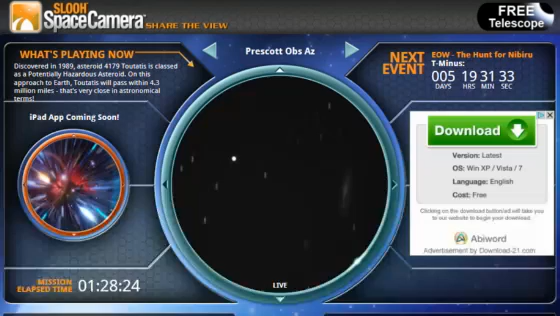 SLOOH
SpaceCamera™ SHARE THE VIEW
FREE
Telescope
WHAT'S PLAYING NOW
Discovered in 1989, asteroid 4179 Toutatis is classed
as a Potentially Hazardous Asteroid. On this
approach to Earth, Toutatis will pass within 4.3
million miles - that's very close in astronomical
terms!
Prescott Obs Az
NEXT
EVENT
EOW - The Hunt for Nibiru
T-Minus:
005 19 31 33
DAYS HRS MIN SEC
iPad App Coming Soon!
Download
Version: Latest
OS: Win XP / Vista / 7
Language: English
Cost: Free
Clicking on the download button/ad will take you
to our website to begin your download.
Abiword
Advertisement by Download-21.com
MISSION
ELAPSED TIME 01:28:24
LIVE